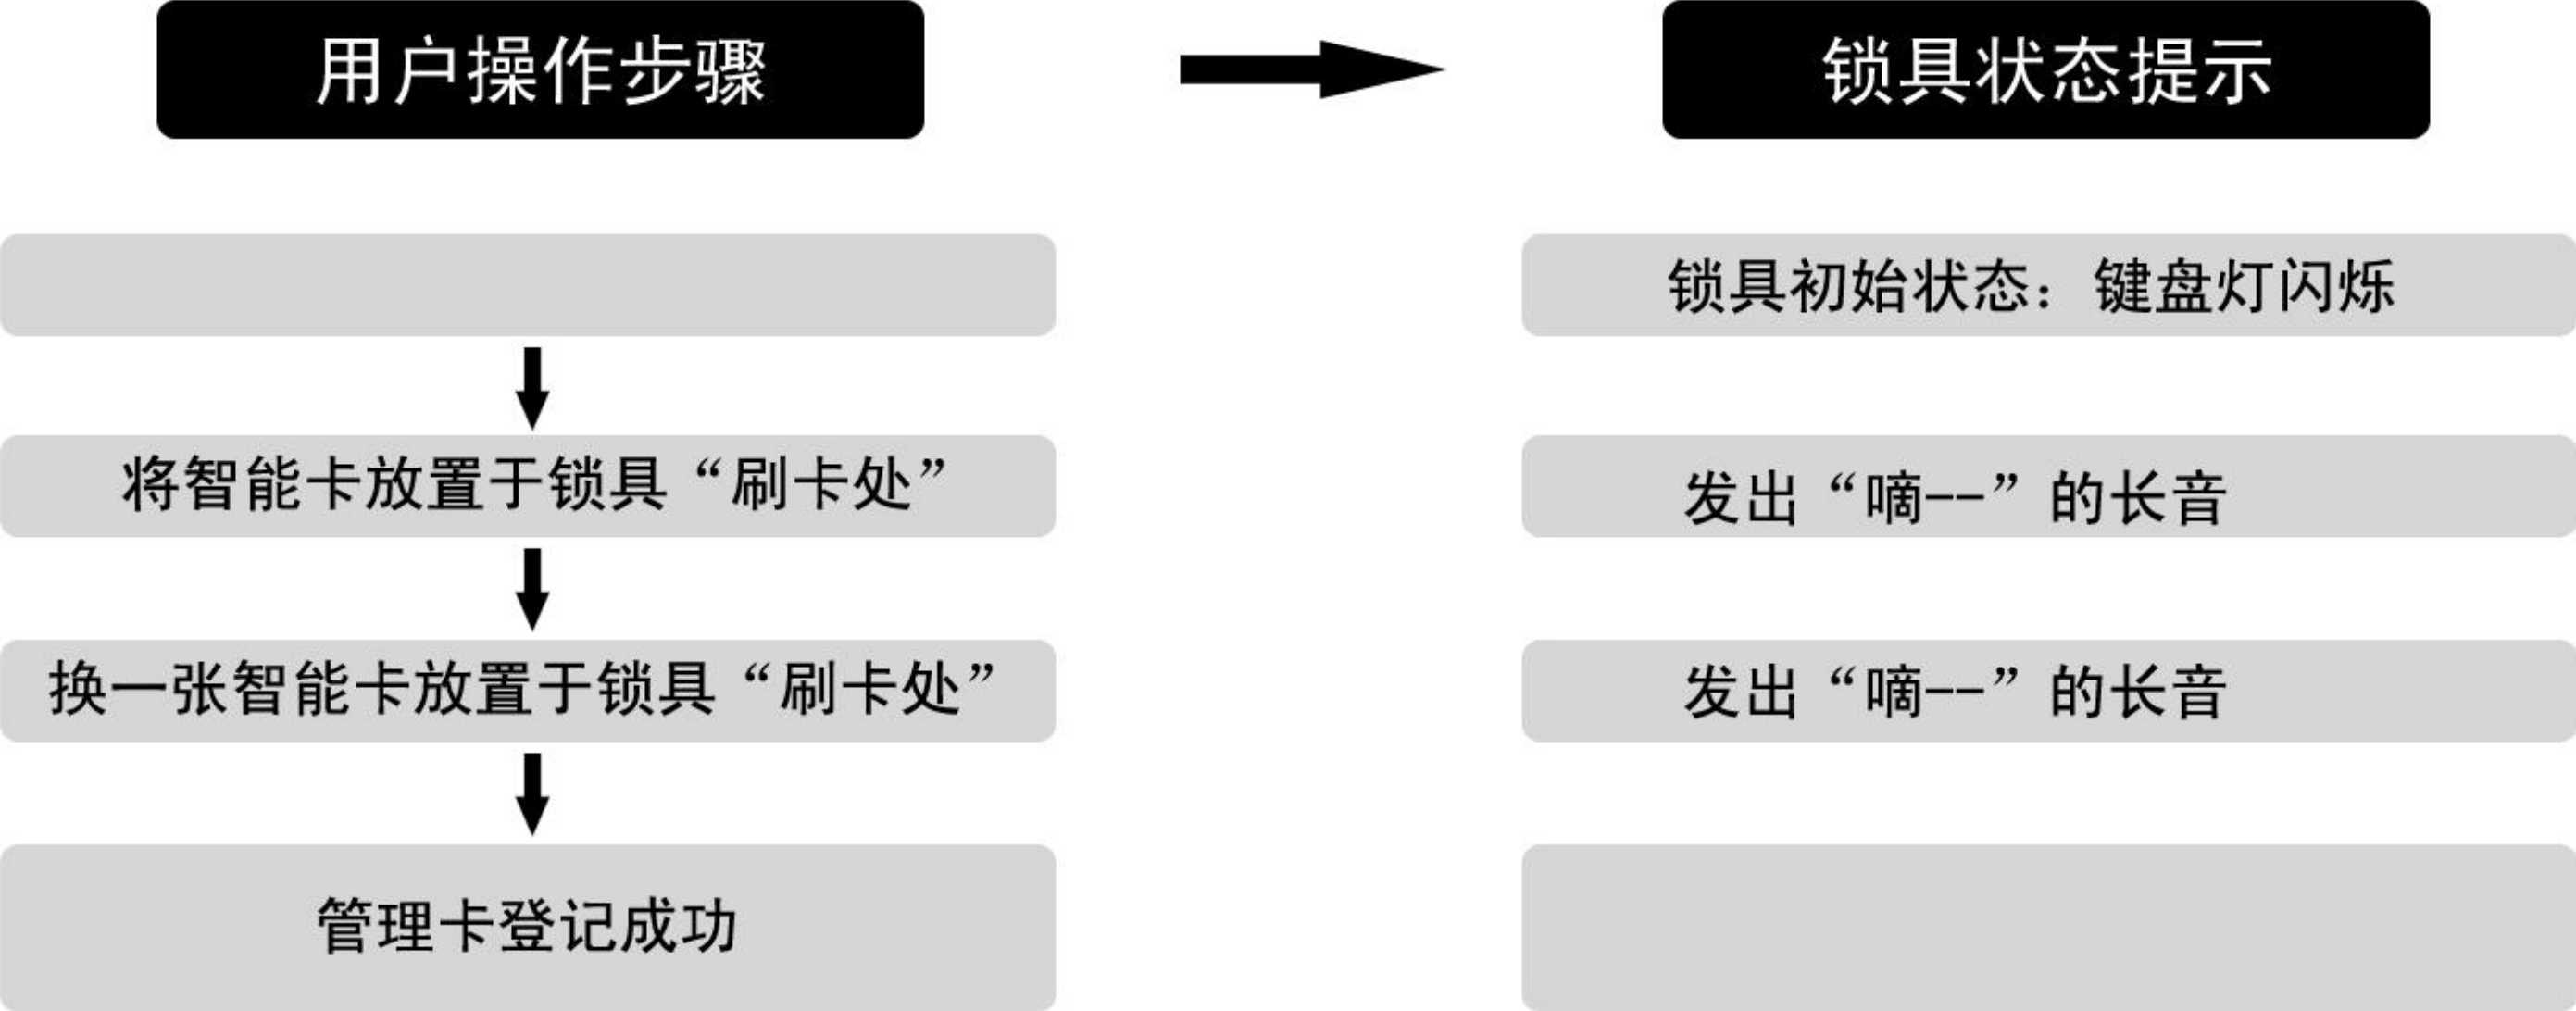 用户操作步骤
锁具状态提示
锁具初始状态：键盘灯闪烁
将智能卡放置于锁具“刷卡处”
发出“嘀--”的长音
换一张智能卡放置于锁具“刷卡处”
发出“嘀--”的长音
管理卡登记成功